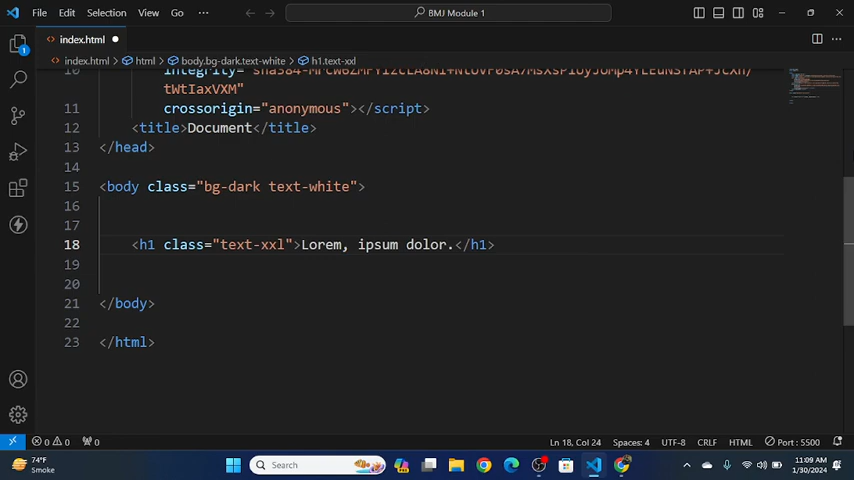 File Edit Selection View Go ··· BMJ Module 1
1 index.html
index.html html body.bg-dark.text-white h1.text-xxl
10
tWtIaxVXM"
11 crossorigin="anonymous"></script>
12 <title>Document</title>
13 </head>
14
15 <body class="bg-dark text-white">
16
17
18 <h1 class="text-xxl">Lorem, ipsum dolor.</h1>
19
20
21 </body>
22
23 </html>
0 0 0 Ln 18, Col 24 Spaces: 4 UTF-8 CRLF HTML Port : 5500
74°F Search 11:09 AM
Smoke 1/30/2024